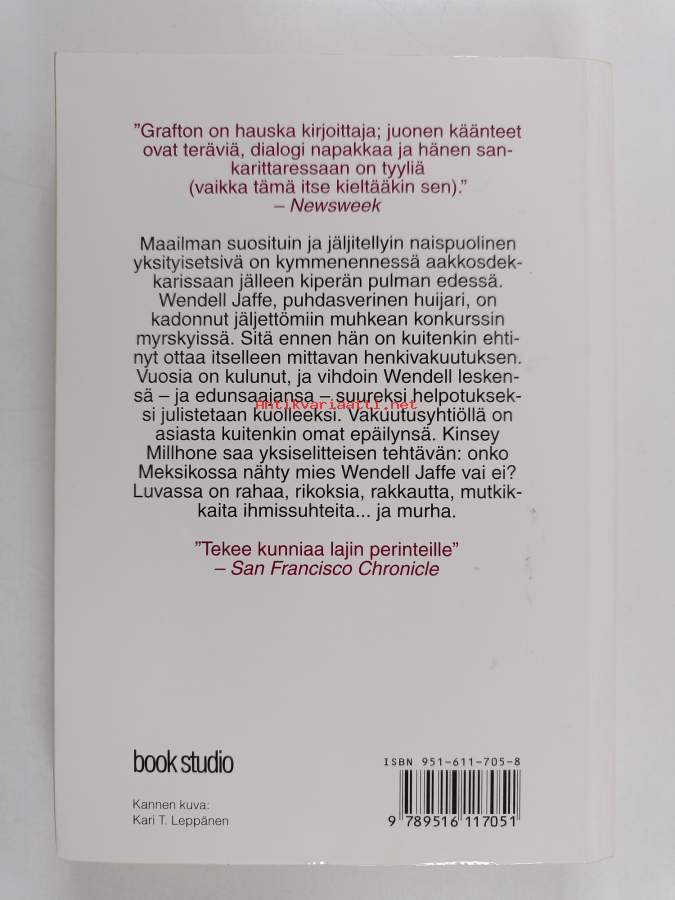 ”Grafton on hauska kirjoittaja; juonen käänteet
ovat teräviä, dialogi napakkaa ja hänen san-
karittaressaan on tyyliä
(vaikka tämä itse kieltääkin sen).”
– Newsweek
Maailman suosituin ja jäljitellyin naispuolinen
yksityisetsivä on kymmenennessä aakkosdek-
karissaan jälleen kiperän pulman edessä.
Wendell Jaffe, puhdasverinen huijari, on
kadonnut jäljettömiin muhkean konkurssin
myrskyissä. Sitä ennen hän on kuitenkin ehti-
nyt ottaa itselleen mittavan henkivakuutuksen.
Vuosia on kulunut, ja vihdoin Wendell lesken-
sä – ja edunsaajansa – suureksi helpotuksek-
Antikvariaatti.net
si julistetaan kuolleeksi. Vakuutusyhtiöllä on
asiasta kuitenkin omat epäilynsä. Kinsey
Millhone saa yksiselitteisen tehtävän: onko
Meksikossa nähty mies Wendell Jaffe vai ei?
Luvassa on rahaa, rikoksia, rakkautta, mutkik-
kaita ihmissuhteita... ja murha.
”Tekee kunniaa lajin perinteille”
– San Francisco Chronicle
book studio
Kannen kuva:
Kari T. Leppänen
ISBN 951-611-705-8
9 789516 117051